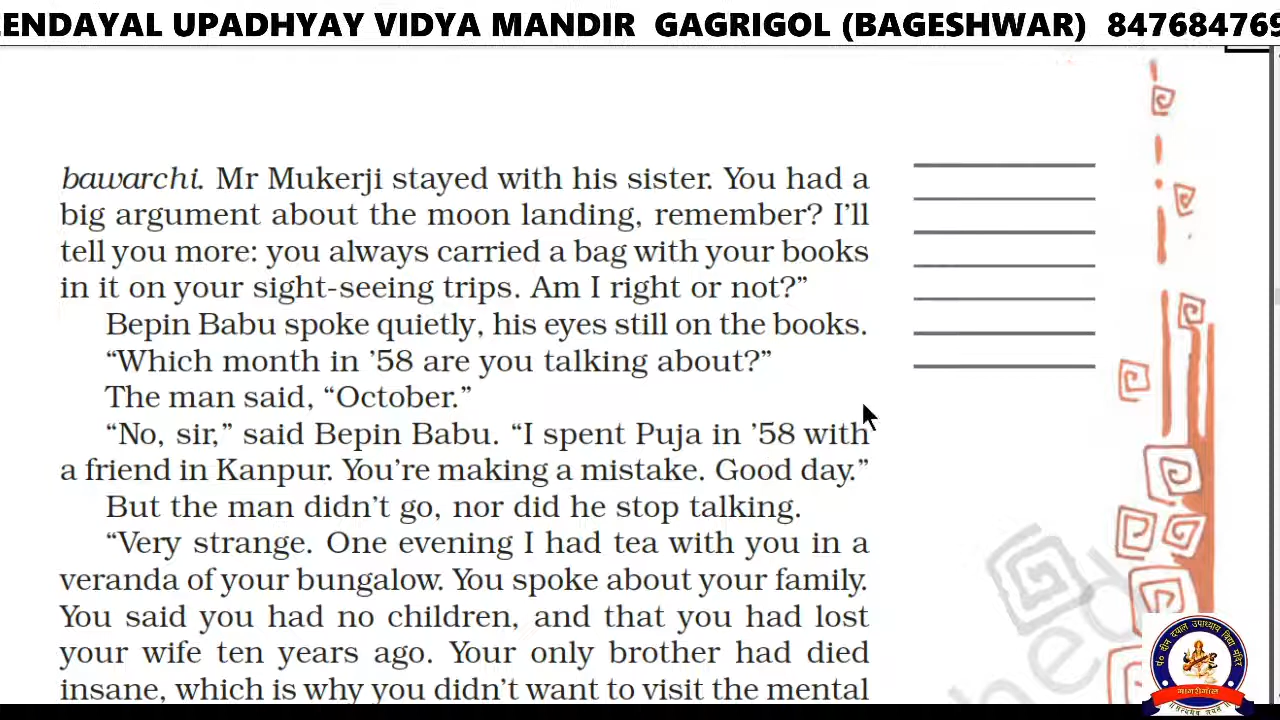 ENDAYAL UPADHYAY VIDYA MANDIR GAGRIGOL (BAGESHWAR) 847684769
bawarchi. Mr Mukerji stayed with his sister. You had a
big argument about the moon landing, remember? I’ll
tell you more: you always carried a bag with your books
in it on your sight-seeing trips. Am I right or not?”
Bepin Babu spoke quietly, his eyes still on the books.
“Which month in ’58 are you talking about?”
The man said, “October.”
“No, sir,” said Bepin Babu. “I spent Puja in ’58 with
a friend in Kanpur. You’re making a mistake. Good day.”
But the man didn’t go, nor did he stop talking.
“Very strange. One evening I had tea with you in a
veranda of your bungalow. You spoke about your family.
You said you had no children, and that you had lost
your wife ten years ago. Your only brother had died
insane, which is why you didn’t want to visit the mental
पं० दीन दयाल उपाध्याय विद्या मंदिर
गागरीगोल